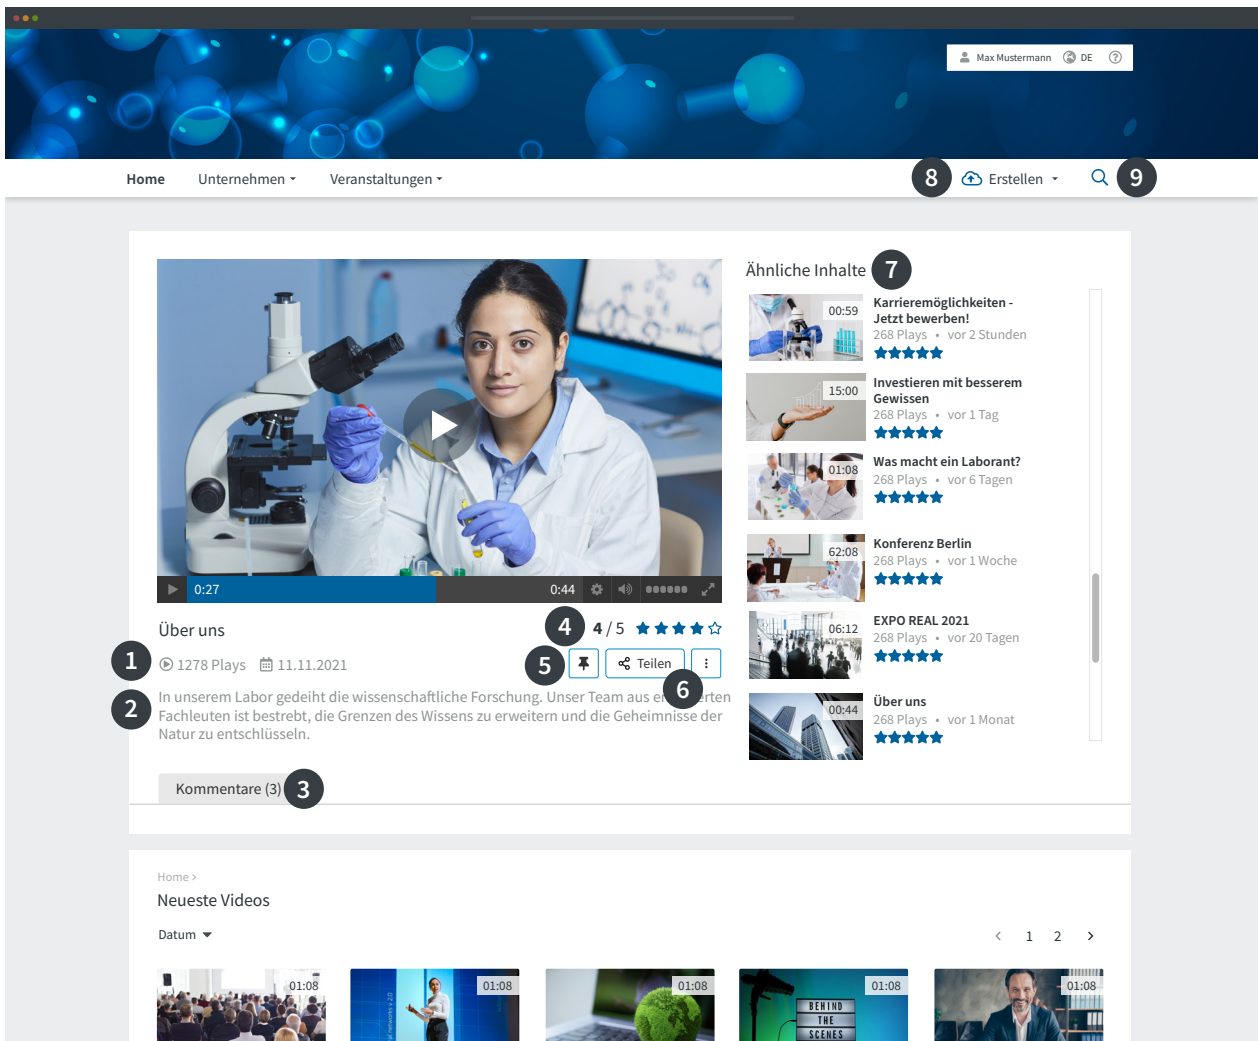 Max Mustermann DE ?
Home Unternehmen Veranstaltungen 8 Erstellen 9
Ähnliche Inhalte 7
00:59
Karrieremöglichkeiten -
Jetzt bewerben!
268 Plays • vor 2 Stunden
15:00
Investieren mit besserem
Gewissen
268 Plays • vor 1 Tag
01:08
Was macht ein Laborant?
268 Plays • vor 6 Tagen
62:08
Konferenz Berlin
268 Plays • vor 1 Woche
06:12
EXPO REAL 2021
268 Plays • vor 20 Tagen
00:44
Über uns
268 Plays • vor 1 Monat
0:27 0:44
Über uns 4 4 / 5
1 1278 Plays 11.11.2021 5 Teilen
6
2 In unserem Labor gedeiht die wissenschaftliche Forschung. Unser Team aus
Fachleuten ist bestrebt, die Grenzen des Wissens zu erweitern und die Geheimnisse der
Natur zu entschlüsseln.
Kommentare (3) 3
Home >
Neueste Videos
Datum < 1 2 >
01:08 01:08 01:08 01:08 01:08
BEHIND
THE
SCENES